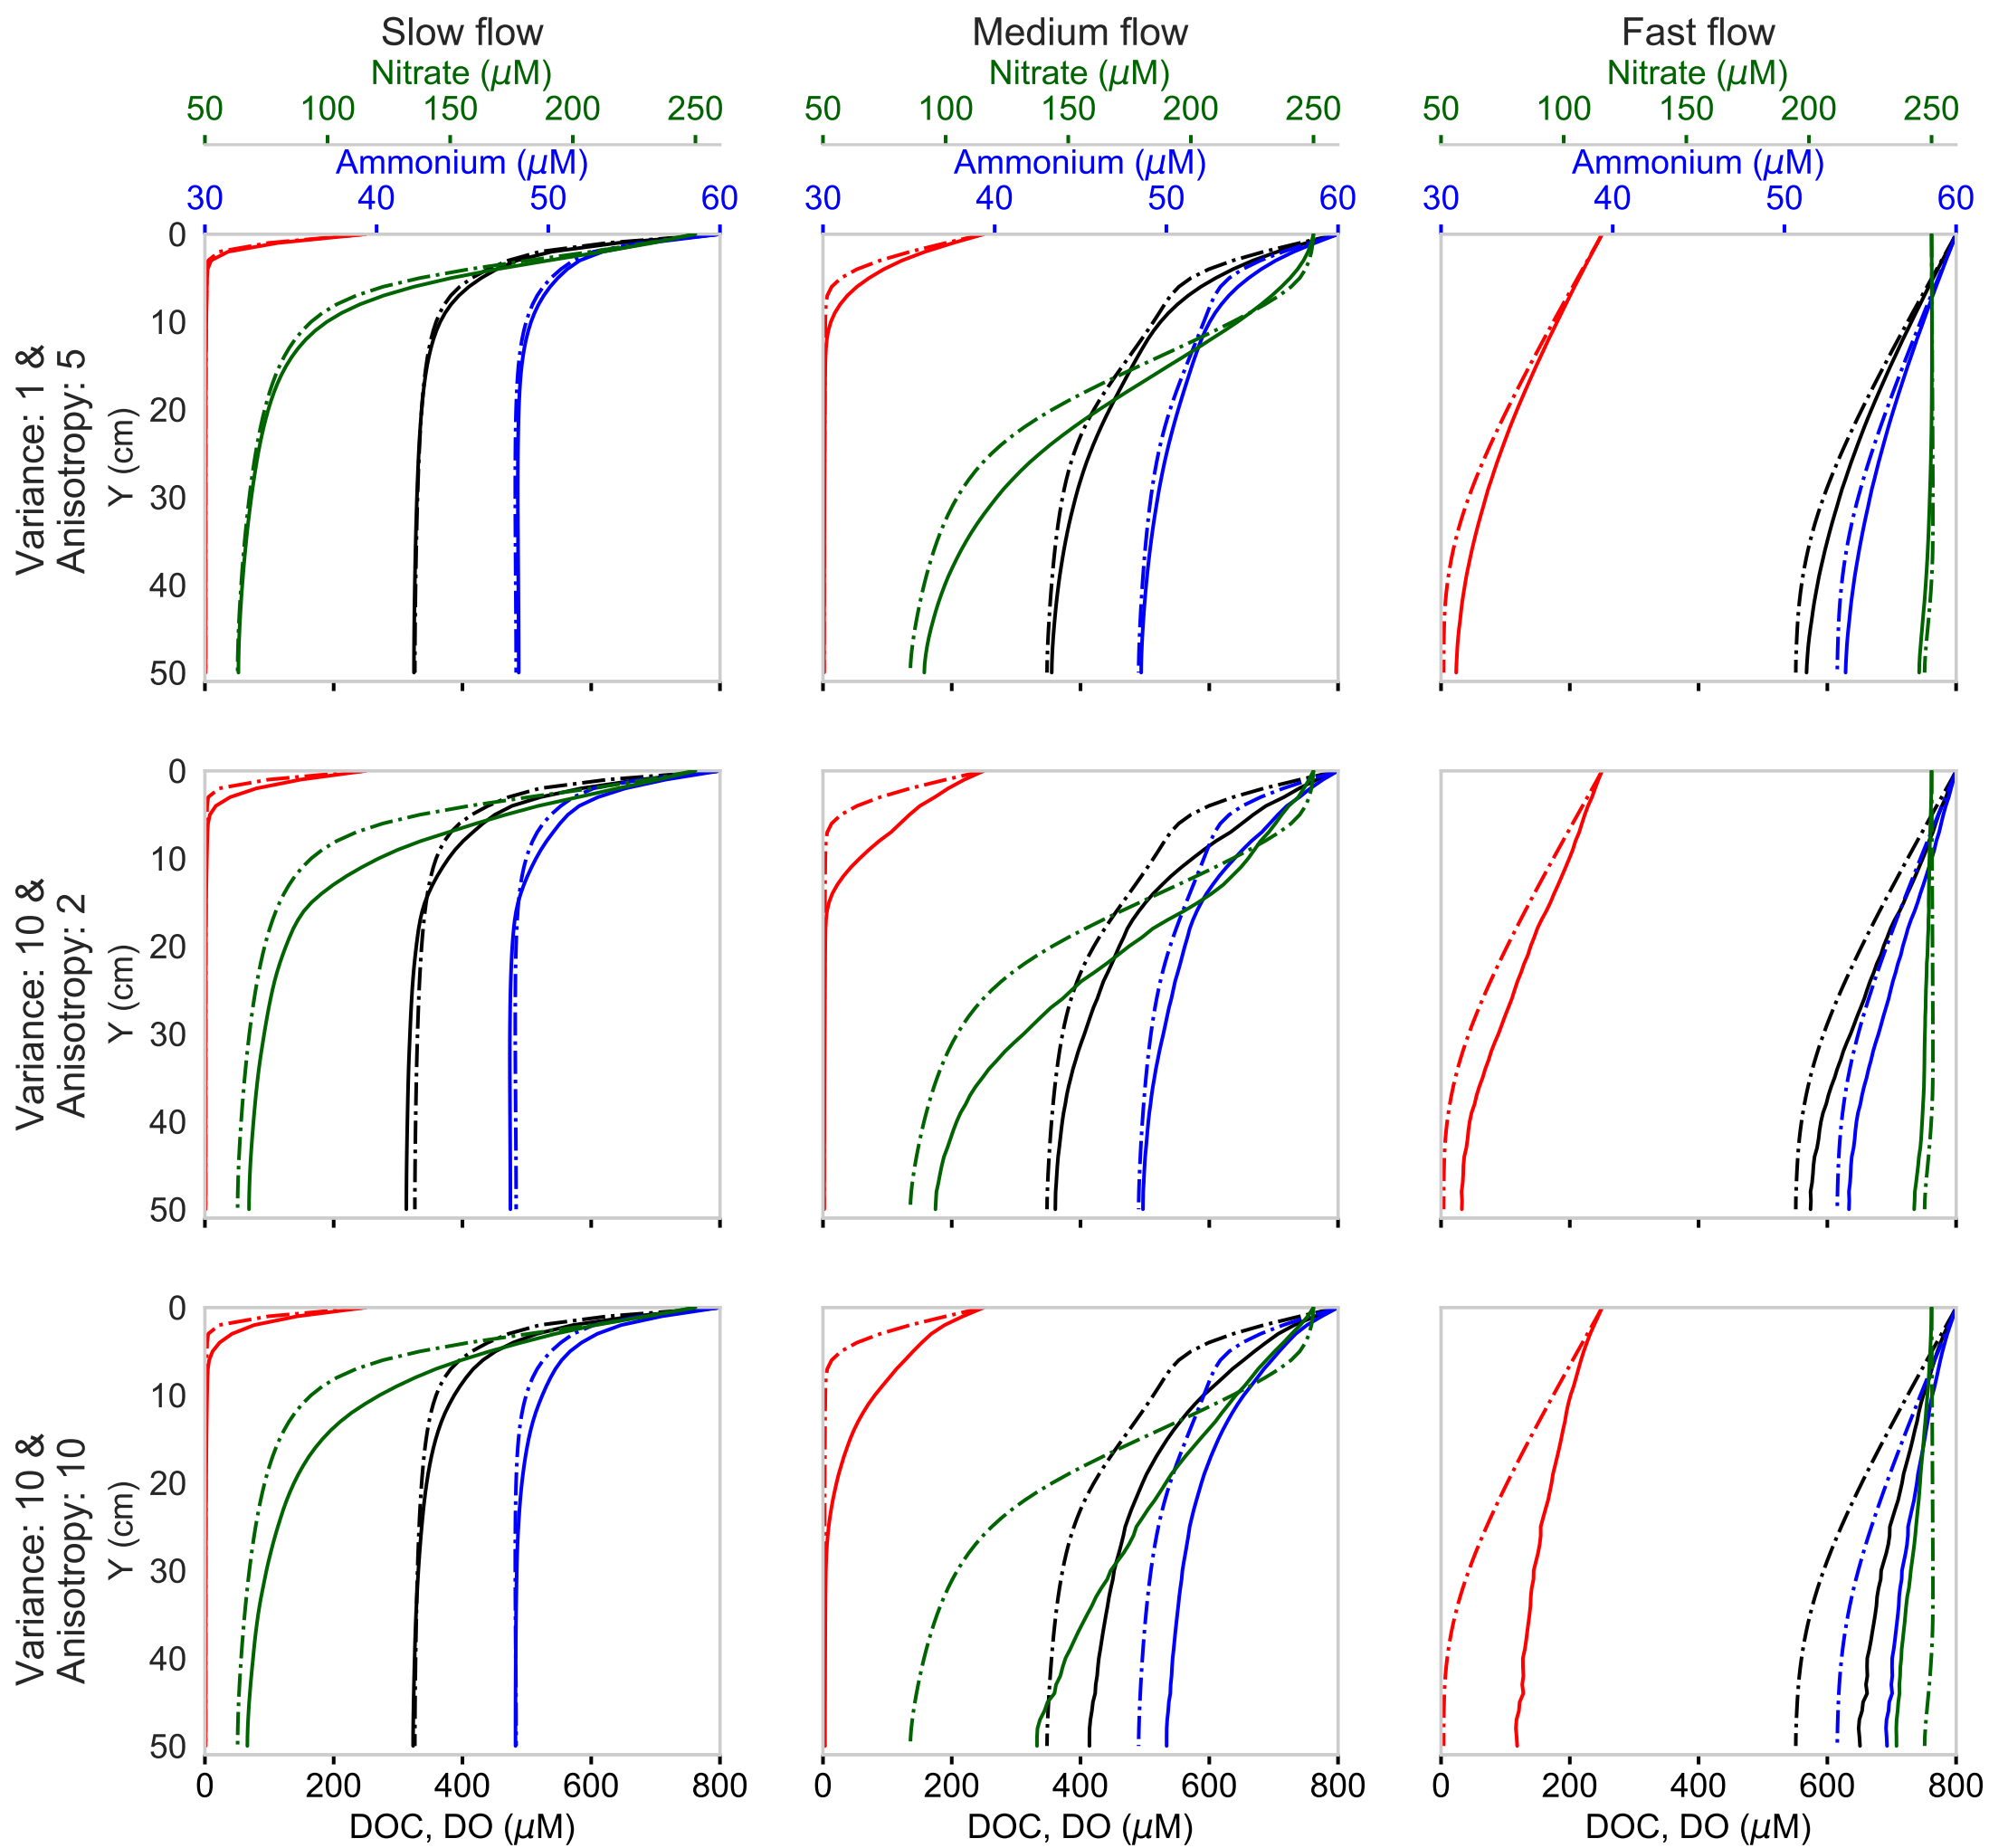 Slow flow Medium flow Fast flow
Nitrate (μM) Nitrate (μM) Nitrate (μM)
50 100 150 200 250 50 100 150 200 250 50 100 150 200 250
Ammonium (μM) Ammonium (μM) Ammonium (μM)
30 40 50 60 30 40 50 60 30 40 50 60
Variance: 1 &
Anisotropy: 5
Y (cm)
0
10
20
30
40
50
Variance: 10 &
Anisotropy: 2
Y (cm)
0
10
20
30
40
50
Variance: 10 &
Anisotropy: 10
Y (cm)
0
10
20
30
40
50
0 200 400 600 800 0 200 400 600 800 0 200 400 600 800
DOC, DO (μM) DOC, DO (μM) DOC, DO (μM)